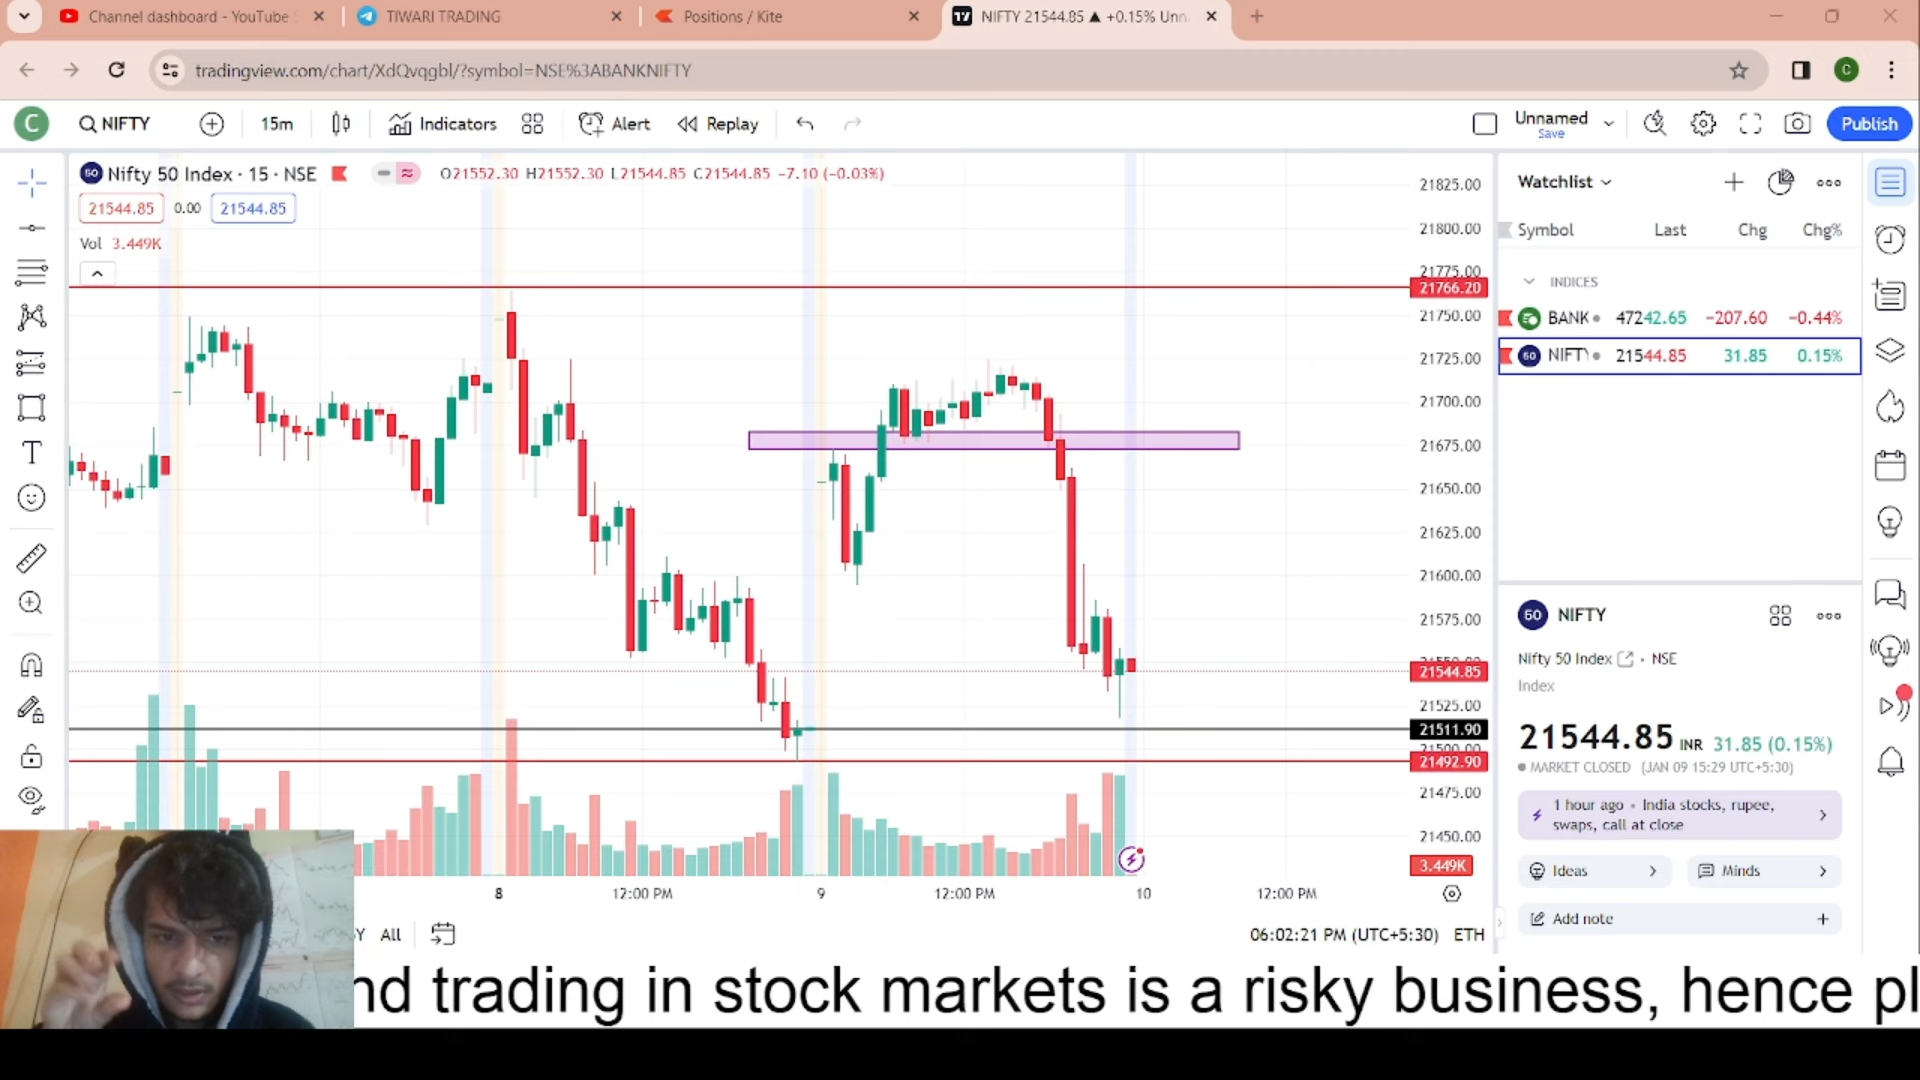 Channel dashboard - YouTube S
TIWARI TRADING
Positions / Kite
NIFTY 21544.85 ▲ +0.15% Unn
tradingview.com/chart/XdQvqgbl/?symbol=NSE%3ABANKNIFTY
C
C
NIFTY
15m
Indicators
Alert
Replay
Unnamed
Save
Publish
50 Nifty 50 Index · 15 · NSE
O21552.30 H21552.30 L21544.85 C21544.85 -7.10 (-0.03%)
21544.85 0.00 21544.85
Vol 3.449K
21825.00
21800.00
21775.00
21766.20
21750.00
21725.00
21700.00
21675.00
21650.00
21625.00
21600.00
21575.00
21544.85
21525.00
21511.90
21500.00
21492.90
21475.00
21450.00
3.449K
8 12:00 PM 9 12:00 PM 10 12:00 PM
Y All
06:02:21 PM (UTC+5:30) ETH
Watchlist
Symbol Last Chg Chg%
INDICES
BANK 47242.65 -207.60 -0.44%
50 NIFTY 21544.85 31.85 0.15%
50 NIFTY
Nifty 50 Index · NSE
Index
21544.85 INR 31.85 (0.15%)
MARKET CLOSED (JAN 09 15:29 UTC+5:30)
1 hour ago · India stocks, rupee,
swaps, call at close
Ideas
Minds
Add note
nd trading in stock markets is a risky business, hence pl